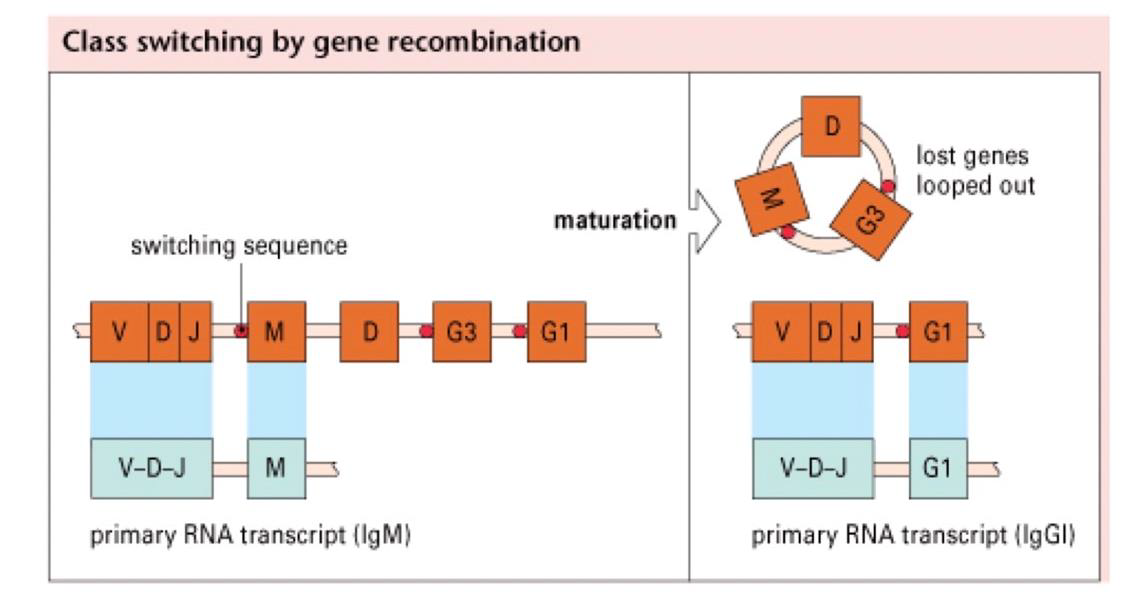 Class switching by gene recombination
switching sequence
V D J M D G3 G1
V–D–J M
primary RNA transcript (IgM)
maturation
D
M
G3
lost genes
looped out
V D J G1
V–D–J G1
primary RNA transcript (IgGI)